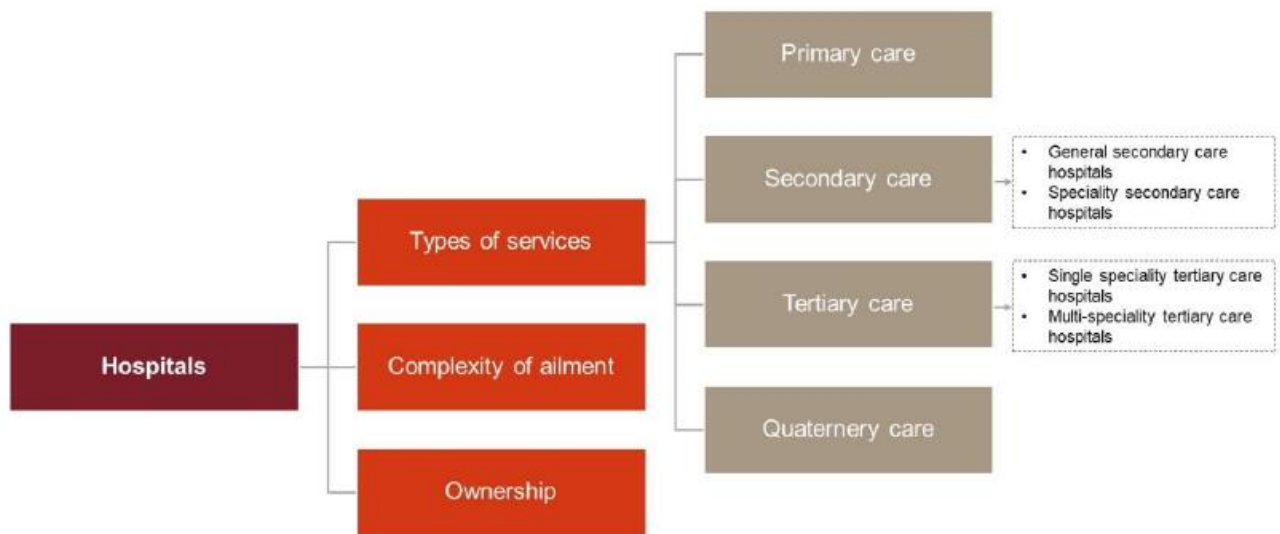 Primary care
Secondary care
• General secondary care
hospitals
• Speciality secondary care
hospitals
Types of services
Tertiary care
• Single speciality tertiary care
hospitals
• Multi-speciality tertiary care
hospitals
Hospitals
Complexity of ailment
Quaternery care
Ownership